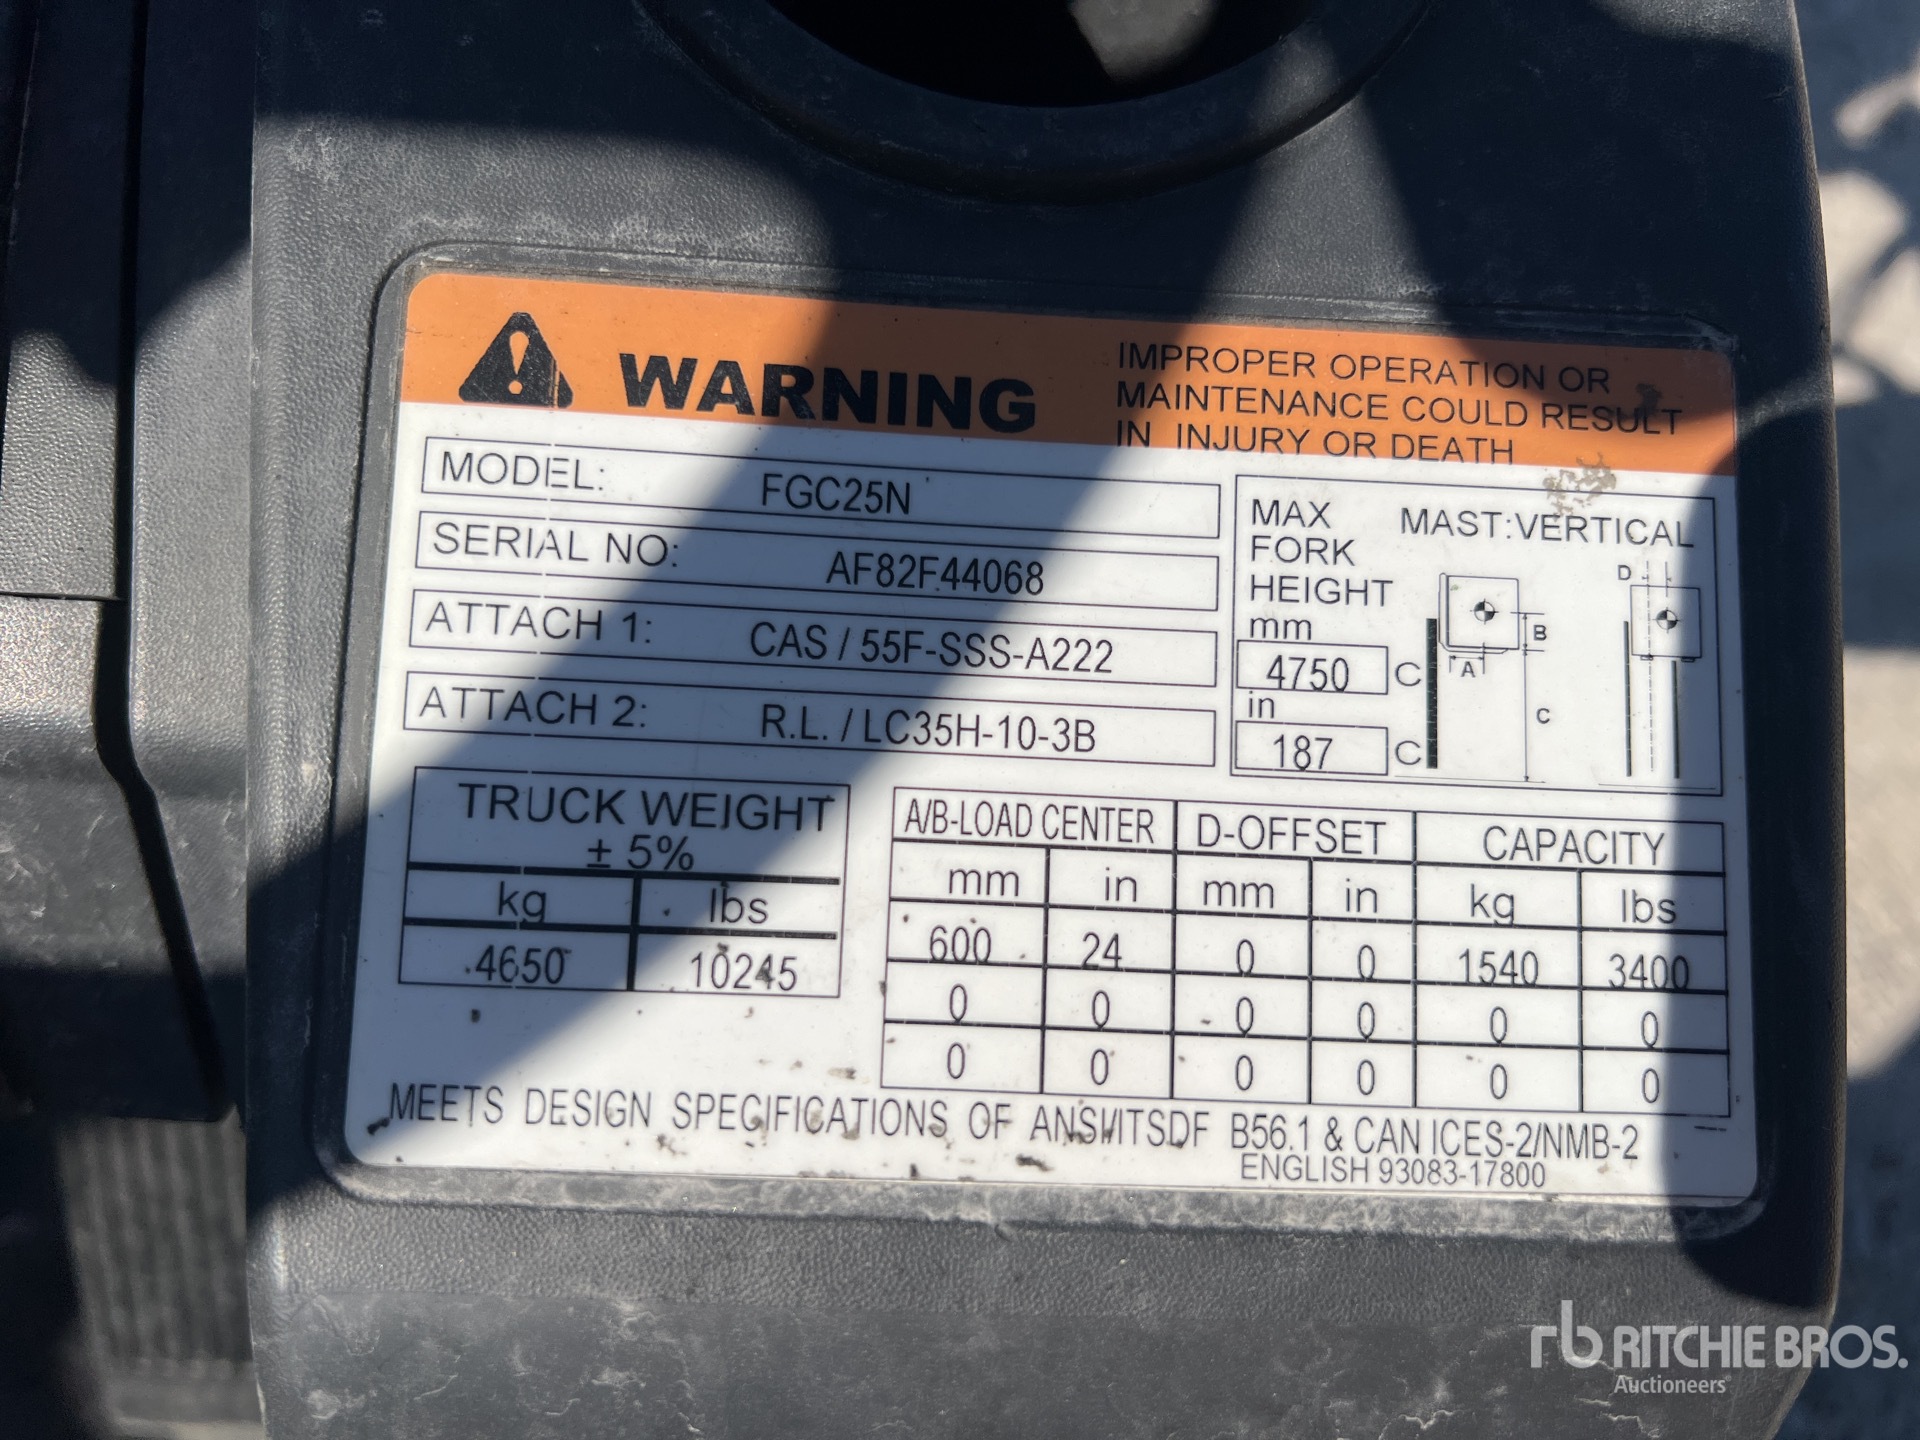 WARNING
IMPROPER OPERATION OR
MAINTENANCE COULD RESULT
IN INJURY OR DEATH
MODEL: FGC25N
SERIAL NO: AF82F44068
ATTACH 1: CAS / 55F-SSS-A222
ATTACH 2: R.L. / LC35H-10-3B
MAX FORK HEIGHT
MAST:VERTICAL
mm
4750 C
in
187 C
A
B
C
D
TRUCK WEIGHT
± 5%
kg lbs
4650 10245
A/B-LOAD CENTER D-OFFSET CAPACITY
mm in mm in kg lbs
600 24 0 0 1540 3400
0 0 0 0 0 0
0 0 0 0 0 0
MEETS DESIGN SPECIFICATIONS OF ANSI/ITSDF B56.1 & CAN ICES-2/NMB-2
ENGLISH 93083-17800
rb RITCHIE BROS.
Auctioneers